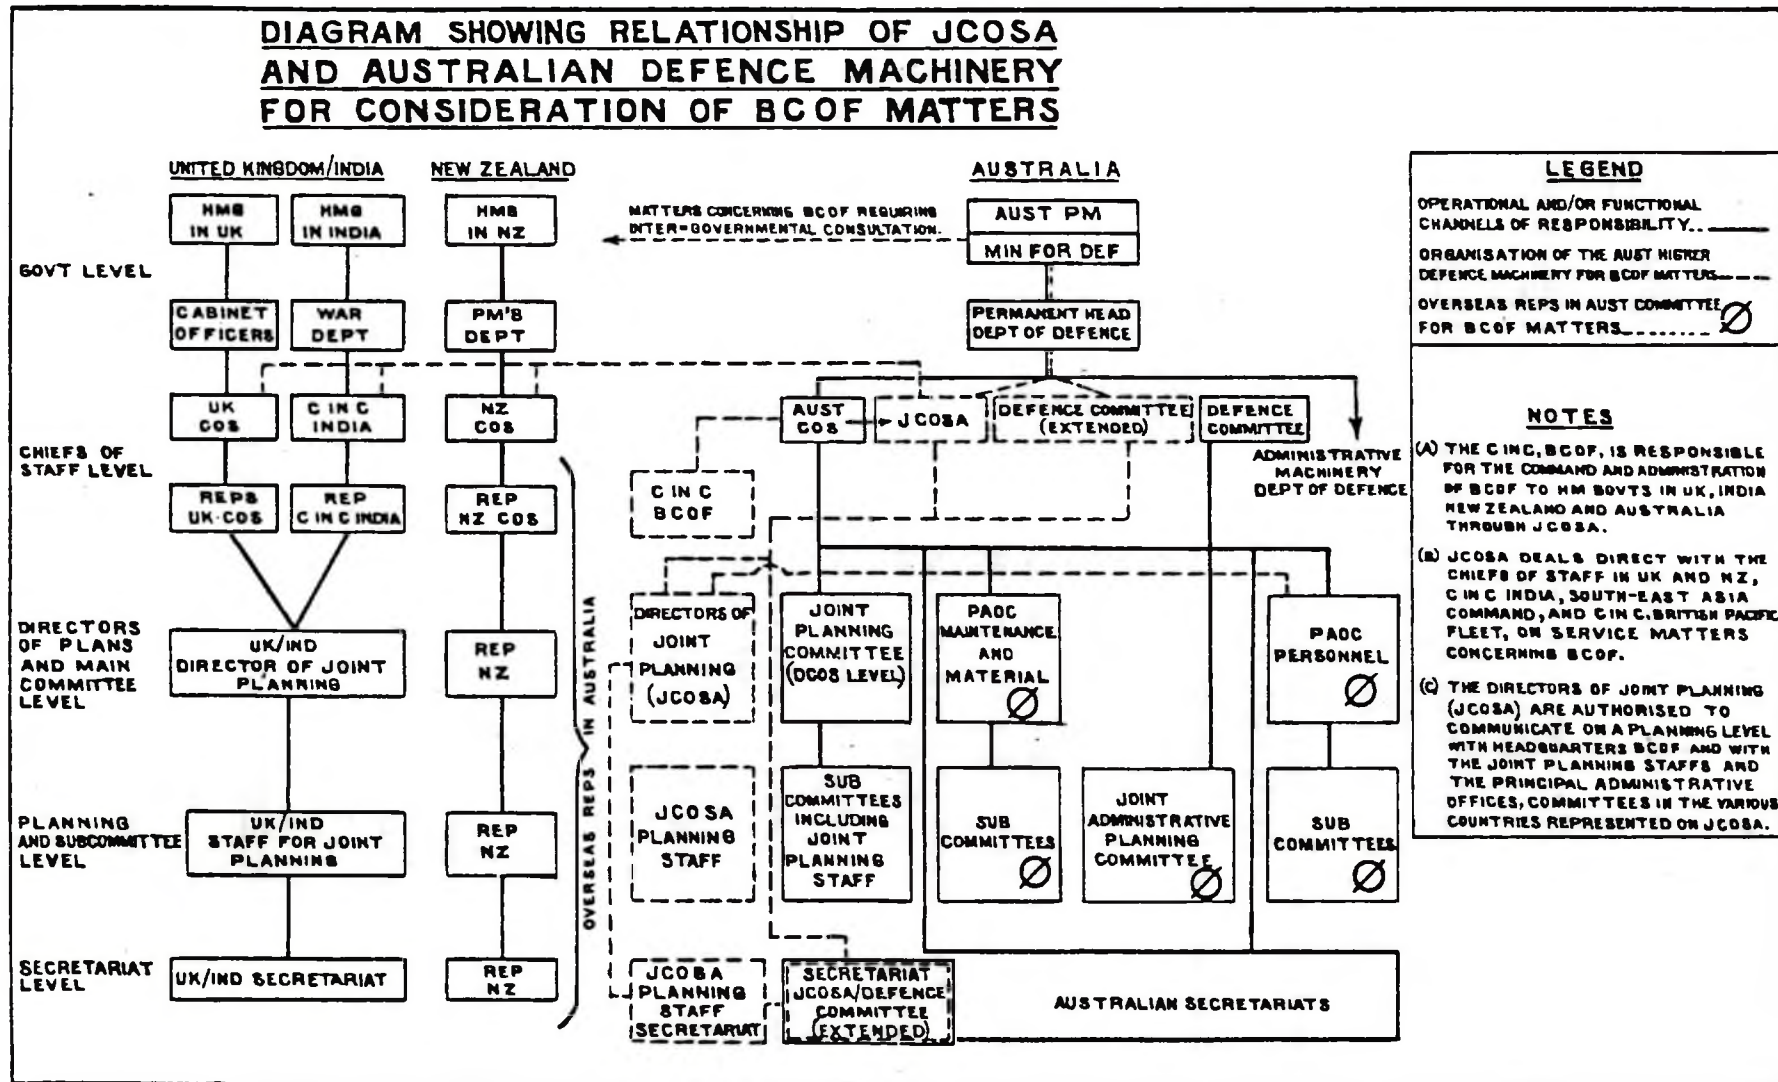 DIAGRAM SHOWING RELATIONSHIP OF JCOSA
AND AUSTRALIAN DEFENCE MACHINERY
FOR CONSIDERATION OF BCOF MATTERS
UNITED KINGDOM/INDIA
NEW ZEALAND
AUSTRALIA
GOVT LEVEL
HMG
IN UK
HMG
IN INDIA
HMG
IN NZ
MATTERS CONCERNING BCOF REQUIRING
INTER=GOVERNMENTAL CONSULTATION.
AUST PM
MIN FOR DEF
CABINET
OFFICERS
WAR
DEPT
PM'S
DEPT
PERMANENT HEAD
DEPT OF DEFENCE
CHIEFS OF
STAFF LEVEL
UK
COS
C IN C
INDIA
NZ
COS
AUST
COS
JCOSA
DEFENCE COMMITTEE
(EXTENDED)
DEFENCE
COMMITTEE
ADMINISTRATIVE
MACHINERY
DEPT OF DEFENCE
REPS
UK·COS
REP
C IN C INDIA
REP
NZ COS
C IN C
BCOF
DIRECTORS
OF PLANS
AND MAIN
COMMITTEE
LEVEL
UK/IND
DIRECTOR OF JOINT
PLANNING
REP
NZ
OVERSEAS REPS IN AUSTRALIA
DIRECTORS OF
JOINT
PLANNING
(JCOSA)
JOINT
PLANNING
COMMITTEE
(DCOS LEVEL)
PAOC
MAINTENANCE
AND
MATERIAL
PAOC
PERSONNEL
PLANNING
AND SUBCOMMITTEE
LEVEL
UK/IND
STAFF FOR JOINT
PLANNING
REP
NZ
JCOSA
PLANNING
STAFF
SUB
COMMITTEES
INCLUDING
JOINT
PLANNING
STAFF
SUB
COMMITTEES
JOINT
ADMINISTRATIVE
PLANNING
COMMITTEE
SUB
COMMITTEES
SECRETARIAT
LEVEL
UK/IND SECRETARIAT
REP
NZ
JCOSA
PLANNING
STAFF
SECRETARIAT
SECRETARIAT
JCOSA/DEFENCE
COMMITTEE
(EXTENDED)
AUSTRALIAN SECRETARIATS
LEGEND
OPERATIONAL AND/OR FUNCTIONAL
CHANNELS OF RESPONSIBILITY
ORGANISATION OF THE AUST HIGHER
DEFENCE MACHINERY FOR BCOF MATTERS
OVERSEAS REPS IN AUST COMMITTEE
FOR BCOF MATTERS
NOTES
(A) THE C IN C, BCOF, IS RESPONSIBLE
FOR THE COMMAND AND ADMINISTRATION
OF BCOF TO HM GOVTS IN UK, INDIA
NEW ZEALAND AND AUSTRALIA
THROUGH JCOSA.
(B) JCOSA DEALS DIRECT WITH THE
CHIEFS OF STAFF IN UK AND NZ,
C IN C INDIA, SOUTH-EAST ASIA
COMMAND, AND C IN C. BRITISH PACIFIC
FLEET, ON SERVICE MATTERS
CONCERNING BCOF.
(C) THE DIRECTORS OF JOINT PLANNING
(JCOSA) ARE AUTHORISED TO
COMMUNICATE ON A PLANNING LEVEL
WITH HEADQUARTERS BCOF AND WITH
THE JOINT PLANNING STAFFS AND
THE PRINCIPAL ADMINISTRATIVE
OFFICES, COMMITTEES IN THE VARIOUS
COUNTRIES REPRESENTED ON JCOSA.